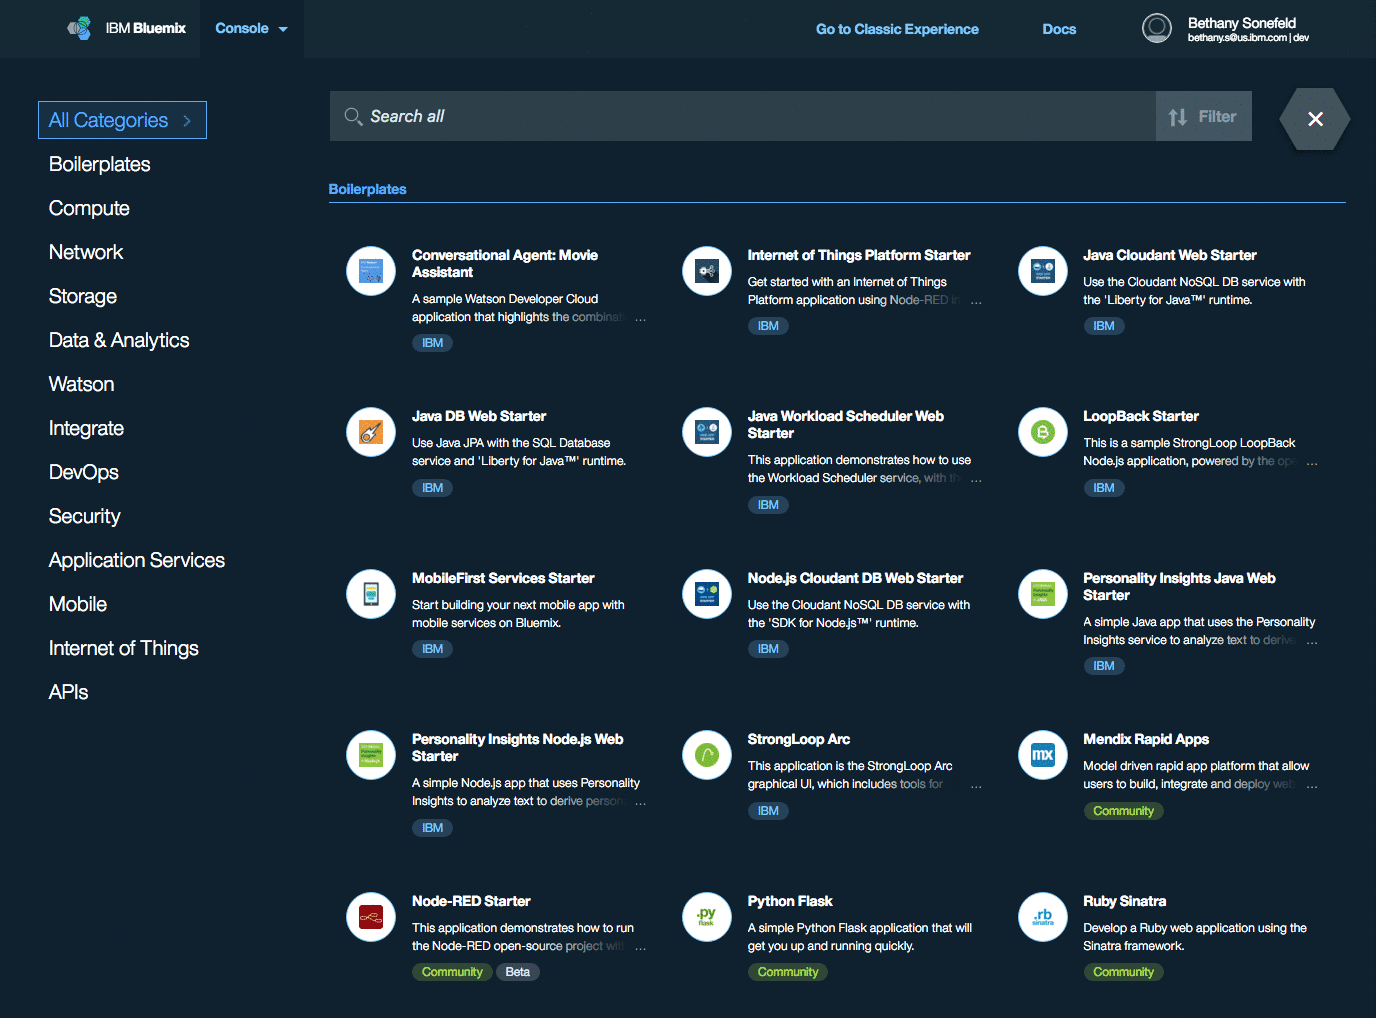 IBM Bluemix
Console
Go to Classic Experience
Docs
Bethany Sonefeld
bethany.s@us.ibm.com | dev
All Categories
Boilerplates
Compute
Network
Storage
Data & Analytics
Watson
Integrate
DevOps
Security
Application Services
Mobile
Internet of Things
APIs
Search all
Filter
Boilerplates
Conversational Agent: Movie
Assistant
A sample Watson Developer Cloud
application that highlights the combinat ...
IBM
Internet of Things Platform Starter
Get started with an Internet of Things
Platform application using Node-RED in ...
IBM
Java Cloudant Web Starter
Use the Cloudant NoSQL DB service with
the 'Liberty for Java™' runtime.
IBM
Java DB Web Starter
Use Java JPA with the SQL Database
service and 'Liberty for Java™' runtime.
IBM
Java Workload Scheduler Web
Starter
This application demonstrates how to use
the Workload Scheduler service, with th ...
IBM
LoopBack Starter
This is a sample StrongLoop LoopBack
Node.js application, powered by the ope ...
IBM
MobileFirst Services Starter
Start building your next mobile app with
mobile services on Bluemix.
IBM
Node.js Cloudant DB Web Starter
Use the Cloudant NoSQL DB service with
the 'SDK for Node.js™' runtime.
IBM
Personality Insights Java Web
Starter
A simple Java app that uses the Personality
Insights service to analyze text to derive ...
IBM
Personality Insights Node.js Web
Starter
A simple Node.js app that uses Personality
Insights to analyze text to derive person ...
IBM
StrongLoop Arc
This application is the StrongLoop Arc
graphical UI, which includes tools for ...
IBM
mx
Mendix Rapid Apps
Model driven rapid app platform that allow
users to build, integrate and deploy web ...
Community
Node-RED Starter
This application demonstrates how to run
the Node-RED open-source project with ...
Community
Beta
.py
flask
Python Flask
A simple Python Flask application that will
get you up and running quickly.
Community
.rb
sinatra
Ruby Sinatra
Develop a Ruby web application using the
Sinatra framework.
Community